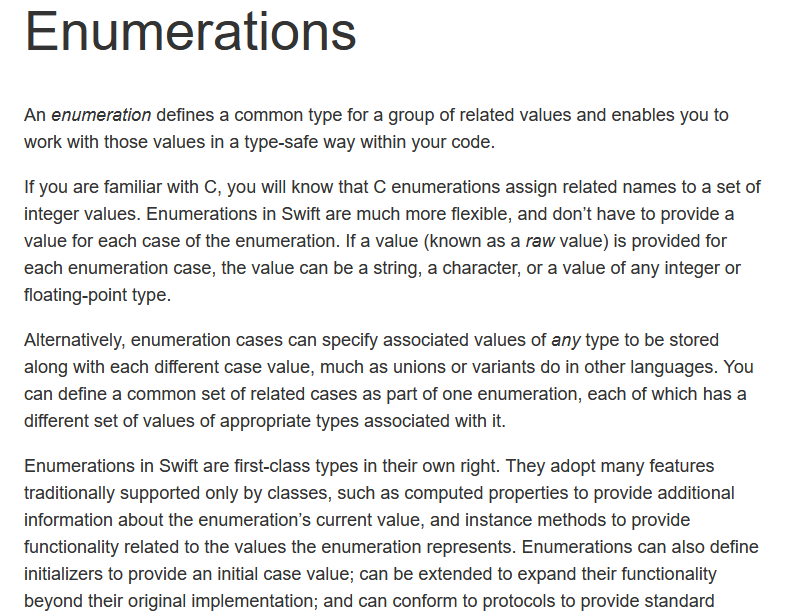 Enumerations
An enumeration defines a common type for a group of related values and enables you to
work with those values in a type-safe way within your code.
If you are familiar with C, you will know that C enumerations assign related names to a set of
integer values. Enumerations in Swift are much more flexible, and don’t have to provide a
value for each case of the enumeration. If a value (known as a raw value) is provided for
each enumeration case, the value can be a string, a character, or a value of any integer or
floating-point type.
Alternatively, enumeration cases can specify associated values of any type to be stored
along with each different case value, much as unions or variants do in other languages. You
can define a common set of related cases as part of one enumeration, each of which has a
different set of values of appropriate types associated with it.
Enumerations in Swift are first-class types in their own right. They adopt many features
traditionally supported only by classes, such as computed properties to provide additional
information about the enumeration’s current value, and instance methods to provide
functionality related to the values the enumeration represents. Enumerations can also define
initializers to provide an initial case value; can be extended to expand their functionality
beyond their original implementation; and can conform to protocols to provide standard